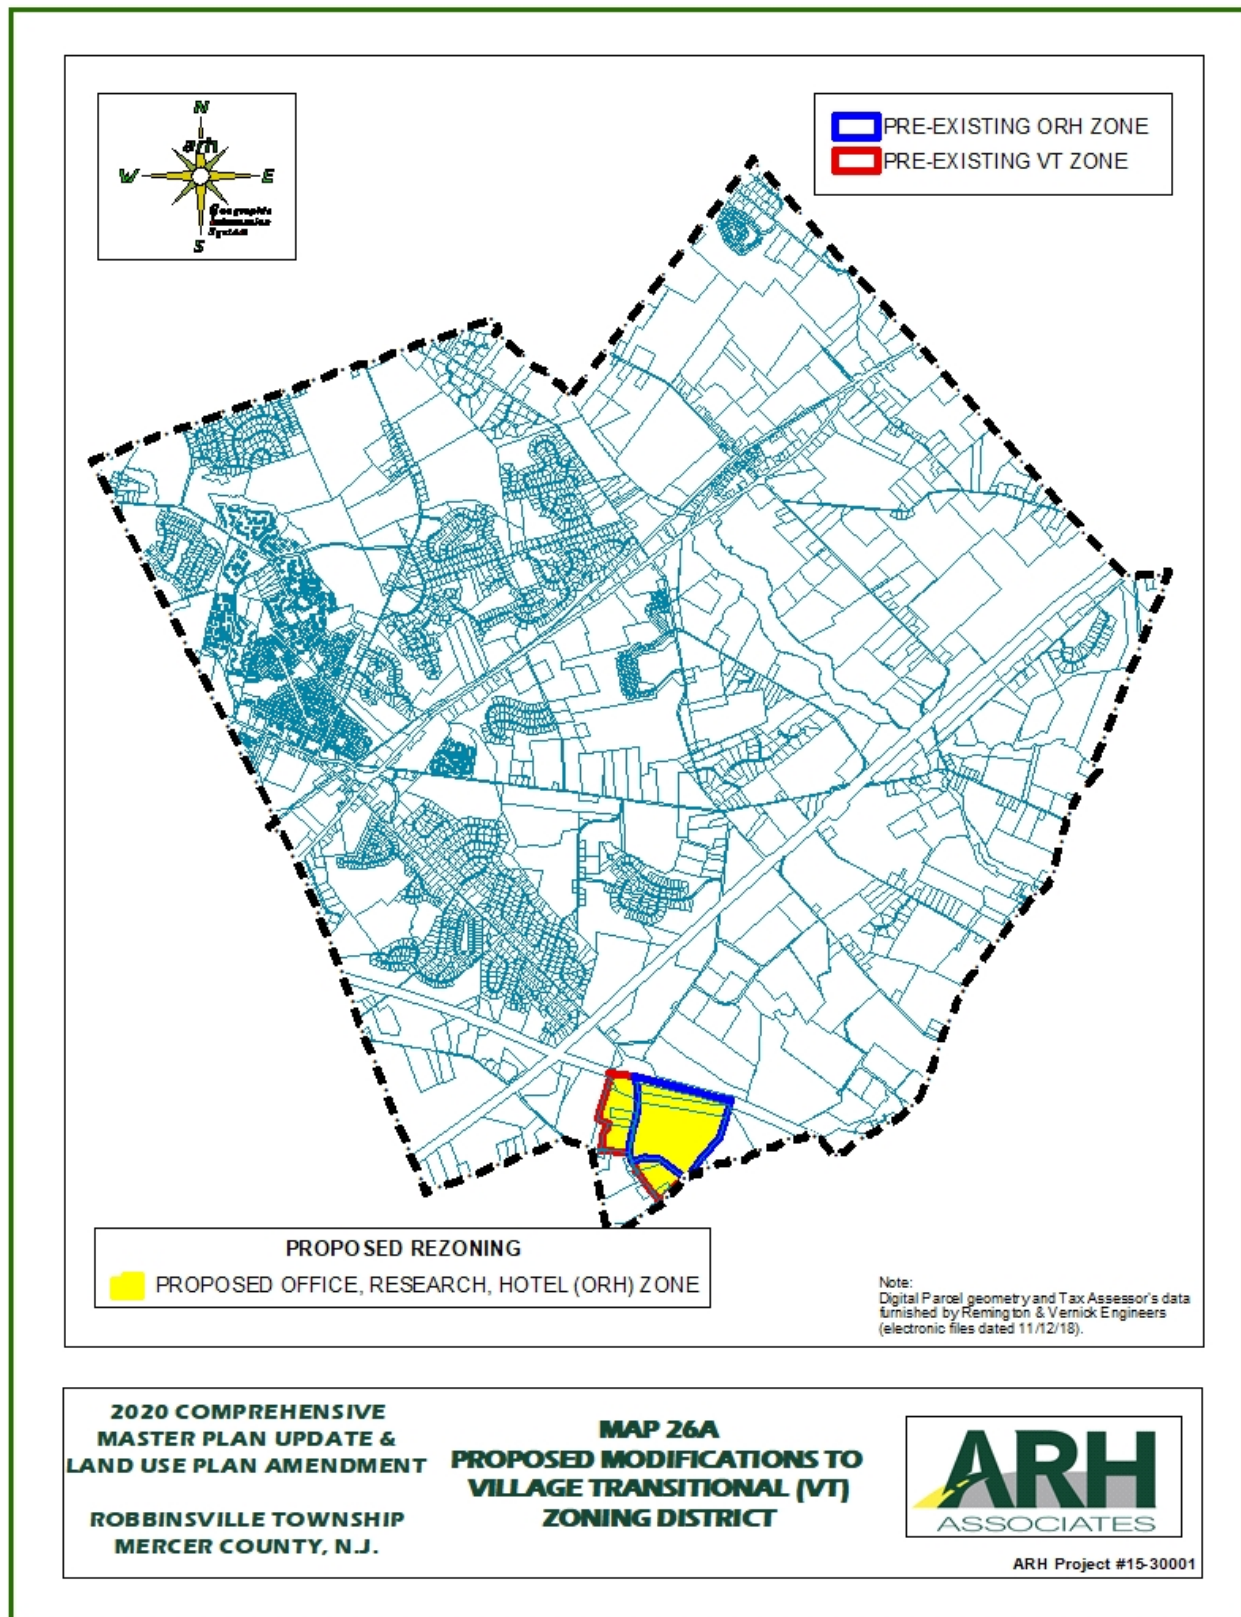 N
arh
W
E
Geographic
Information
System
S
PRE-EXISTING ORH ZONE
PRE-EXISTING VT ZONE
PROPOSED REZONING
PROPOSED OFFICE, RESEARCH, HOTEL (ORH) ZONE
Note:
Digital Parcel geometry and Tax Assessor's data
furnished by Remington & Vernick Engineers
(electronic files dated 11/12/18).
2020 COMPREHENSIVE
MASTER PLAN UPDATE &
LAND USE PLAN AMENDMENT
ROBBINSVILLE TOWNSHIP
MERCER COUNTY, N.J.
MAP 26A
PROPOSED MODIFICATIONS TO
VILLAGE TRANSITIONAL (VT)
ZONING DISTRICT
ARH
ASSOCIATES
ARH Project #15-30001